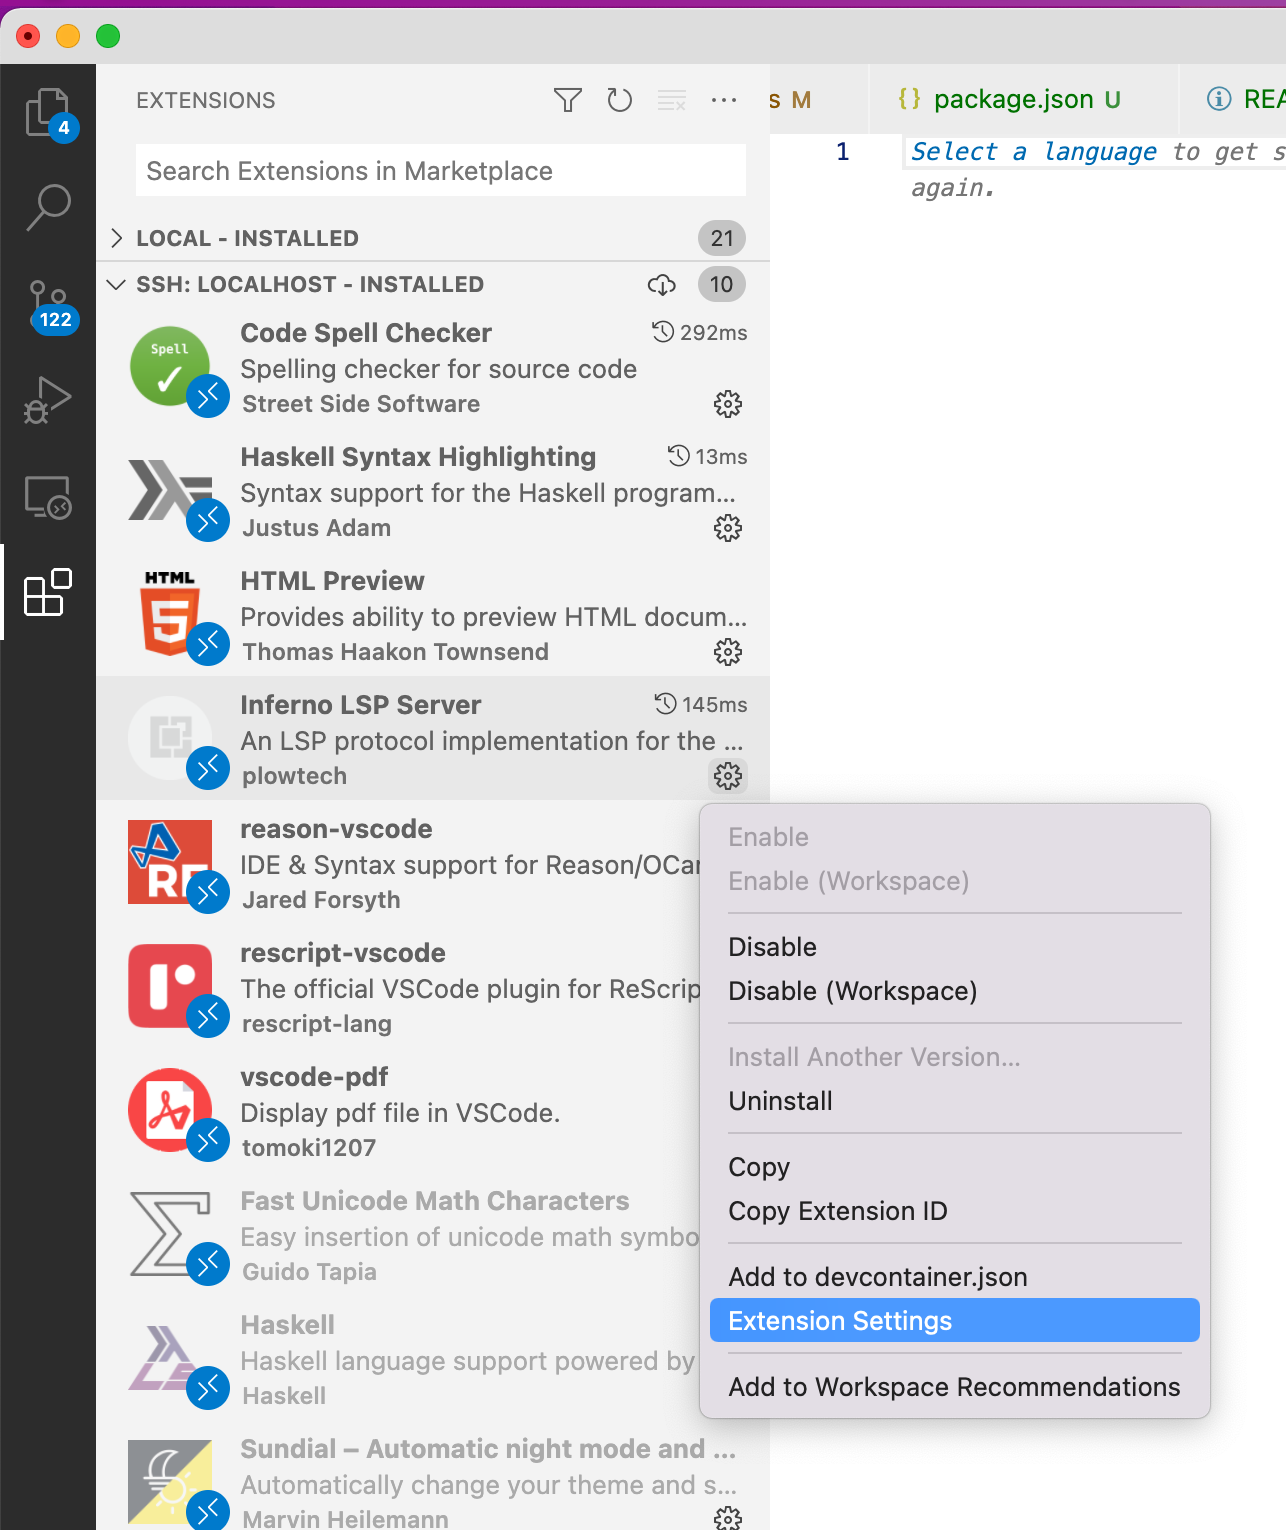 EXTENSIONS
s M
{} package.json U
REA
Search Extensions in Marketplace
1
Select a language to get s
again.
4
LOCAL - INSTALLED
21
SSH: LOCALHOST - INSTALLED
10
122
Code Spell Checker
292ms
Spell
Spelling checker for source code
Street Side Software
Haskell Syntax Highlighting
13ms
Syntax support for the Haskell program...
Justus Adam
HTML
5
HTML Preview
Provides ability to preview HTML docum...
Thomas Haakon Townsend
Inferno LSP Server
145ms
An LSP protocol implementation for the ...
plowtech
RE
reason-vscode
IDE & Syntax support for Reason/OCar
Jared Forsyth
rescript-vscode
The official VSCode plugin for ReScrip
rescript-lang
vscode-pdf
Display pdf file in VSCode.
tomoki1207
Fast Unicode Math Characters
Easy insertion of unicode math symbo
Guido Tapia
Haskell
Haskell language support powered by
Haskell
Sundial – Automatic night mode and ...
Automatically change your theme and s...
Marvin Heilemann
Enable
Enable (Workspace)
Disable
Disable (Workspace)
Install Another Version...
Uninstall
Copy
Copy Extension ID
Add to devcontainer.json
Extension Settings
Add to Workspace Recommendations